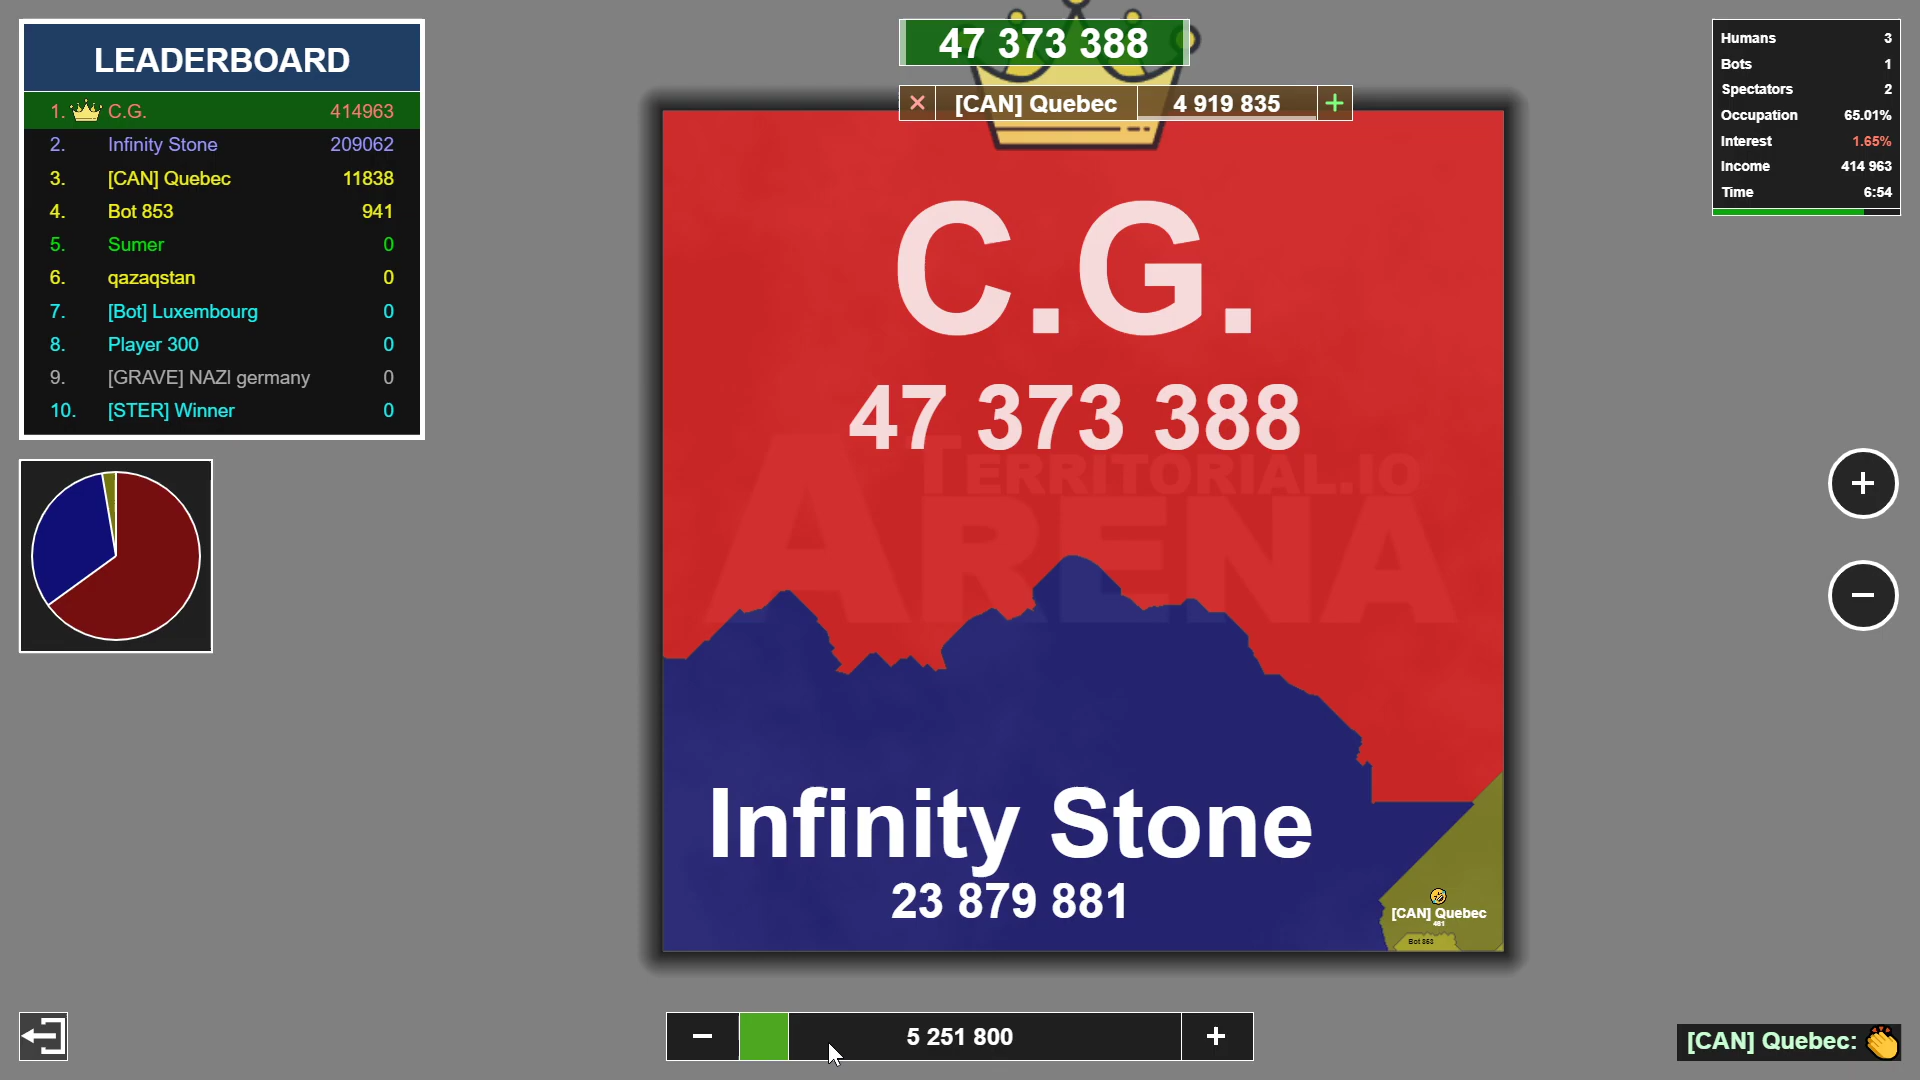 LEADERBOARD
1. C.G. 414963
2. Infinity Stone 209062
3. [CAN] Quebec 11838
4. Bot 853 941
5. Sumer 0
6. qazaqstan 0
7. [Bot] Luxembourg 0
8. Player 300 0
9. [GRAVE] NAZI germany 0
10. [STER] Winner 0
47 373 388
[CAN] Quebec 4 919 835 +
Humans 3
Bots 1
Spectators 2
Occupation 65.01%
Interest 1.65%
Income 414 963
Time 6:54
C.G.
47 373 388
TERRITORIAL.IO
ARENA
Infinity Stone
23 879 881
[CAN] Quebec
481
Bot 853
+
−
− 5 251 800 +
[CAN] Quebec: